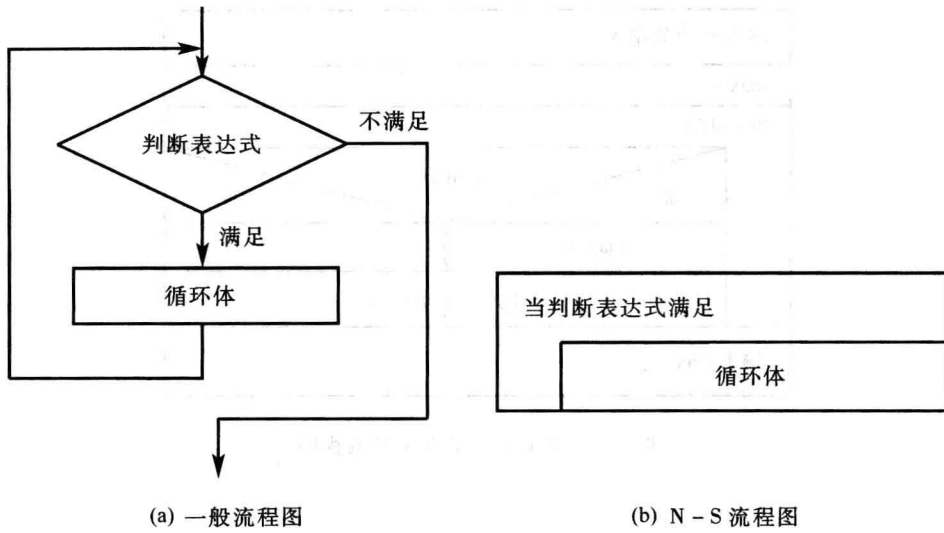 不满足
判断表达式
满足
循环体
当判断表达式满足
循环体
(a) 一般流程图
(b) N－S 流程图